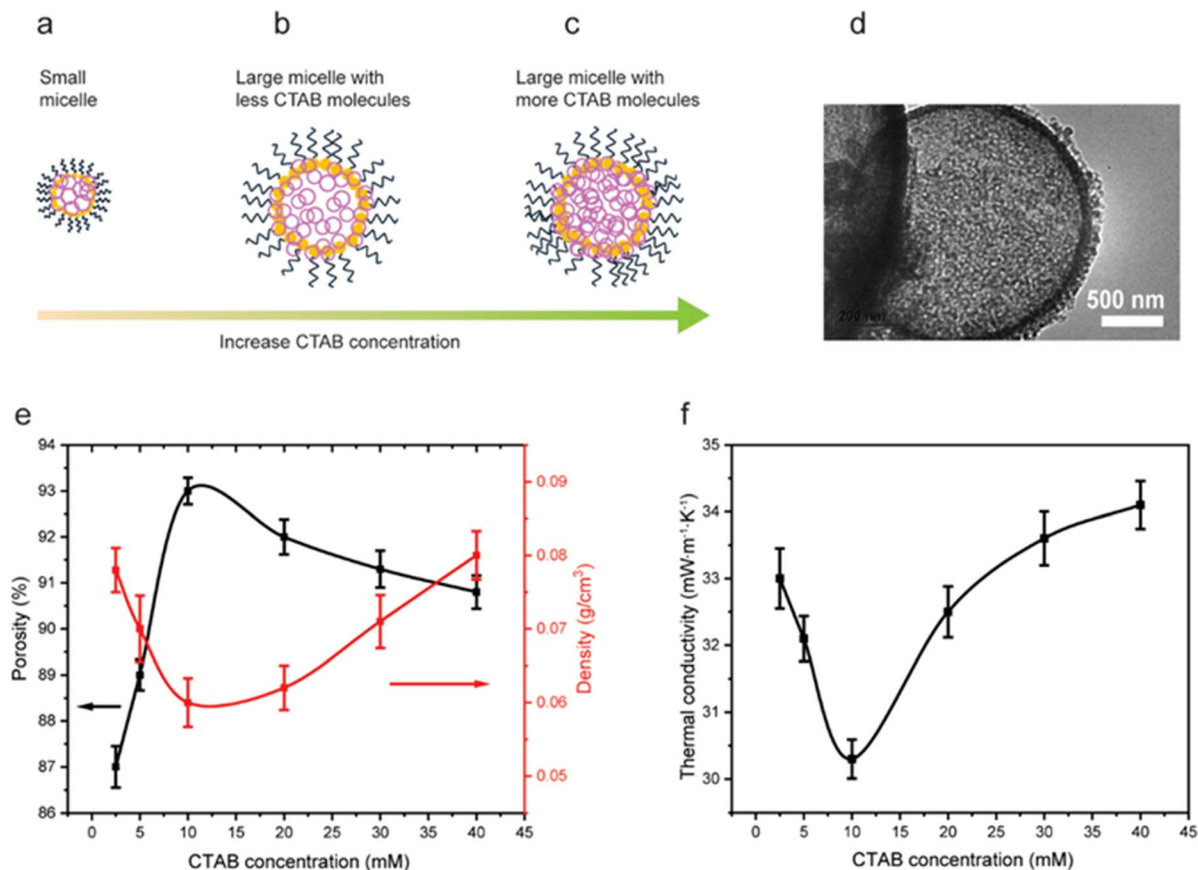 a
b
c
d
Small
micelle
Large micelle with
less CTAB molecules
Large micelle with
more CTAB molecules
200 nm
500 nm
Increase CTAB concentration
e
94
93
92
91
90
89
88
87
86
Porosity (%)
0.09
0.08
0.07
0.06
0.05
Density (g/cm³)
0 5 10 15 20 25 30 35 40 45
CTAB concentration (mM)
f
35
34
33
32
31
30
Thermal conductivity (mW·m⁻¹·K⁻¹)
0 5 10 15 20 25 30 35 40 45
CTAB concentration (mM)